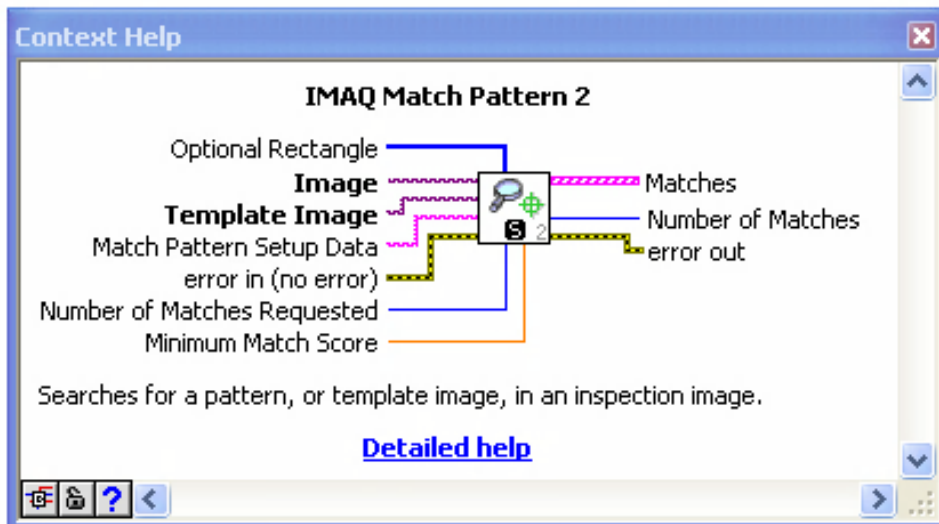 Context Help
IMAQ Match Pattern 2
Optional Rectangle
Image
Template Image
Match Pattern Setup Data
error in (no error)
Number of Matches Requested
Minimum Match Score
S 2
Matches
Number of Matches
error out
Searches for a pattern, or template image, in an inspection image.
Detailed help
?